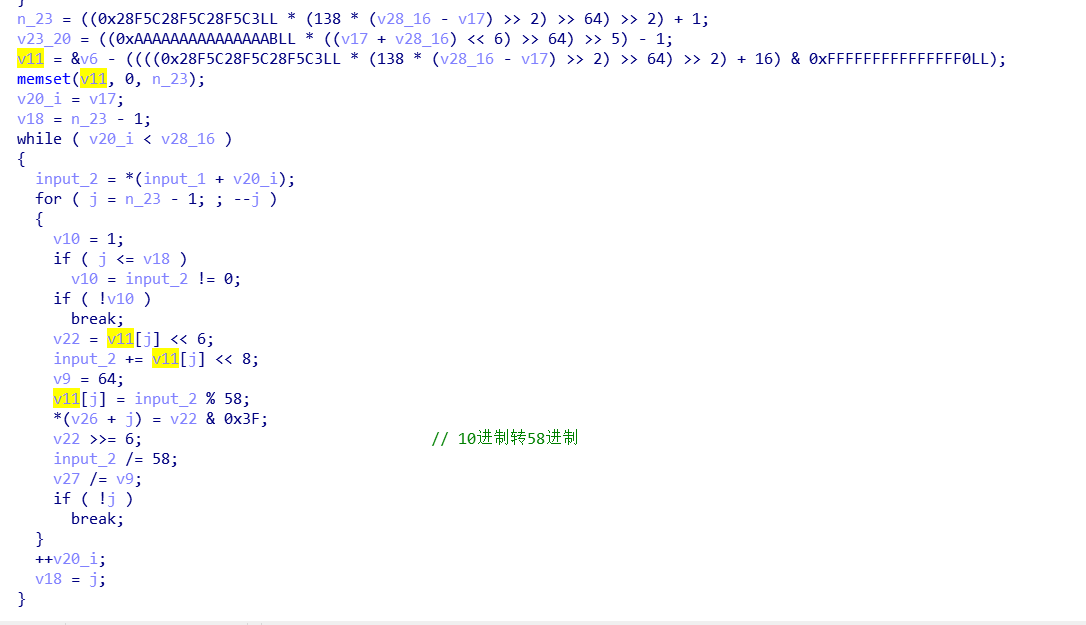 }
n_23 = ((0x28F5C28F5C28F5C3LL * (138 * (v28_16 - v17) >> 2) >> 64) >> 2) + 1;
v23_20 = ((0xAAAAAAAAAAAAAAABLL * ((v17 + v28_16) << 6) >> 64) >> 5) - 1;
v11 = &v6 - ((((0x28F5C28F5C28F5C3LL * (138 * (v28_16 - v17) >> 2) >> 64) >> 2) + 16) & 0xFFFFFFFFFFFFFFF0LL);
memset(v11, 0, n_23);
v20_i = v17;
v18 = n_23 - 1;
while ( v20_i < v28_16 )
{
  input_2 = *(input_1 + v20_i);
  for ( j = n_23 - 1; ; --j )
  {
    v10 = 1;
    if ( j <= v18 )
      v10 = input_2 != 0;
    if ( !v10 )
      break;
    v22 = v11[j] << 6;
    input_2 += v11[j] << 8;
    v9 = 64;
    v11[j] = input_2 % 58;
    *(v26 + j) = v22 & 0x3F;
    v22 >>= 6;                                // 10进制转58进制
    input_2 /= 58;
    v27 /= v9;
    if ( !j )
      break;
  }
  ++v20_i;
  v18 = j;
}